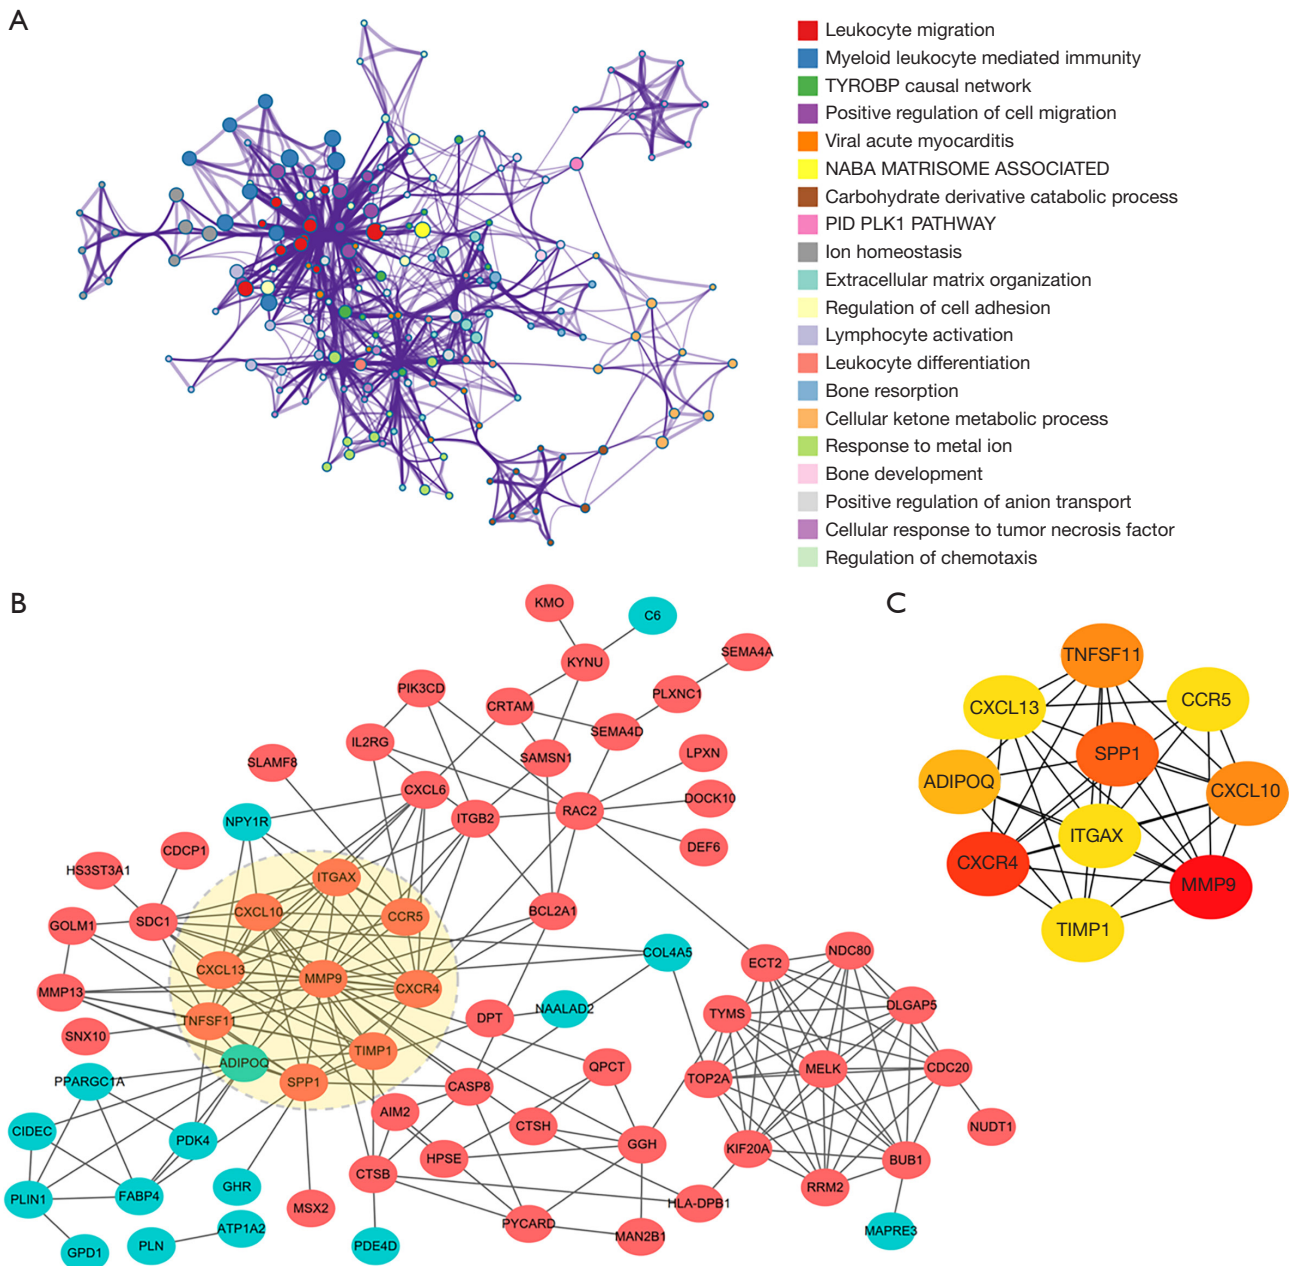 A
Leukocyte migration
Myeloid leukocyte mediated immunity
TYROBP causal network
Positive regulation of cell migration
Viral acute myocarditis
NABA MATRISOME ASSOCIATED
Carbohydrate derivative catabolic process
PID PLK1 PATHWAY
Ion homeostasis
Extracellular matrix organization
Regulation of cell adhesion
Lymphocyte activation
Leukocyte differentiation
Bone resorption
Cellular ketone metabolic process
Response to metal ion
Bone development
Positive regulation of anion transport
Cellular response to tumor necrosis factor
Regulation of chemotaxis
B
KMO
C6
KYNU
SEMA4A
PIK3CD
PLXNC1
CRTAM
SEMA4D
IL2RG
LPXN
SLAMF8
SAMSN1
CXCL6
DOCK10
NPY1R
ITGB2
RAC2
DEF6
CDCP1
HS3ST3A1
ITGAX
CXCL10
CCR5
BCL2A1
GOLM1
SDC1
COL4A5
NDC80
ECT2
CXCL13
MMP9
CXCR4
MMP13
DLGAP5
NAALAD2
TYMS
DPT
TNFSF11
SNX10
TIMP1
ADIPOQ
QPCT
MELK
CDC20
PPARGC1A
SPP1
CASP8
TOP2A
AIM2
CTSH
NUDT1
CIDEC
PDK4
GGH
KIF20A
HPSE
BUB1
CTSB
GHR
RRM2
PLIN1
FABP4
HLA-DPB1
MSX2
PYCARD
ATP1A2
MAPRE3
MAN2B1
PLN
PDE4D
GPD1
C
TNFSF11
CCR5
CXCL13
SPP1
ADIPOQ
CXCL10
ITGAX
CXCR4
MMP9
TIMP1